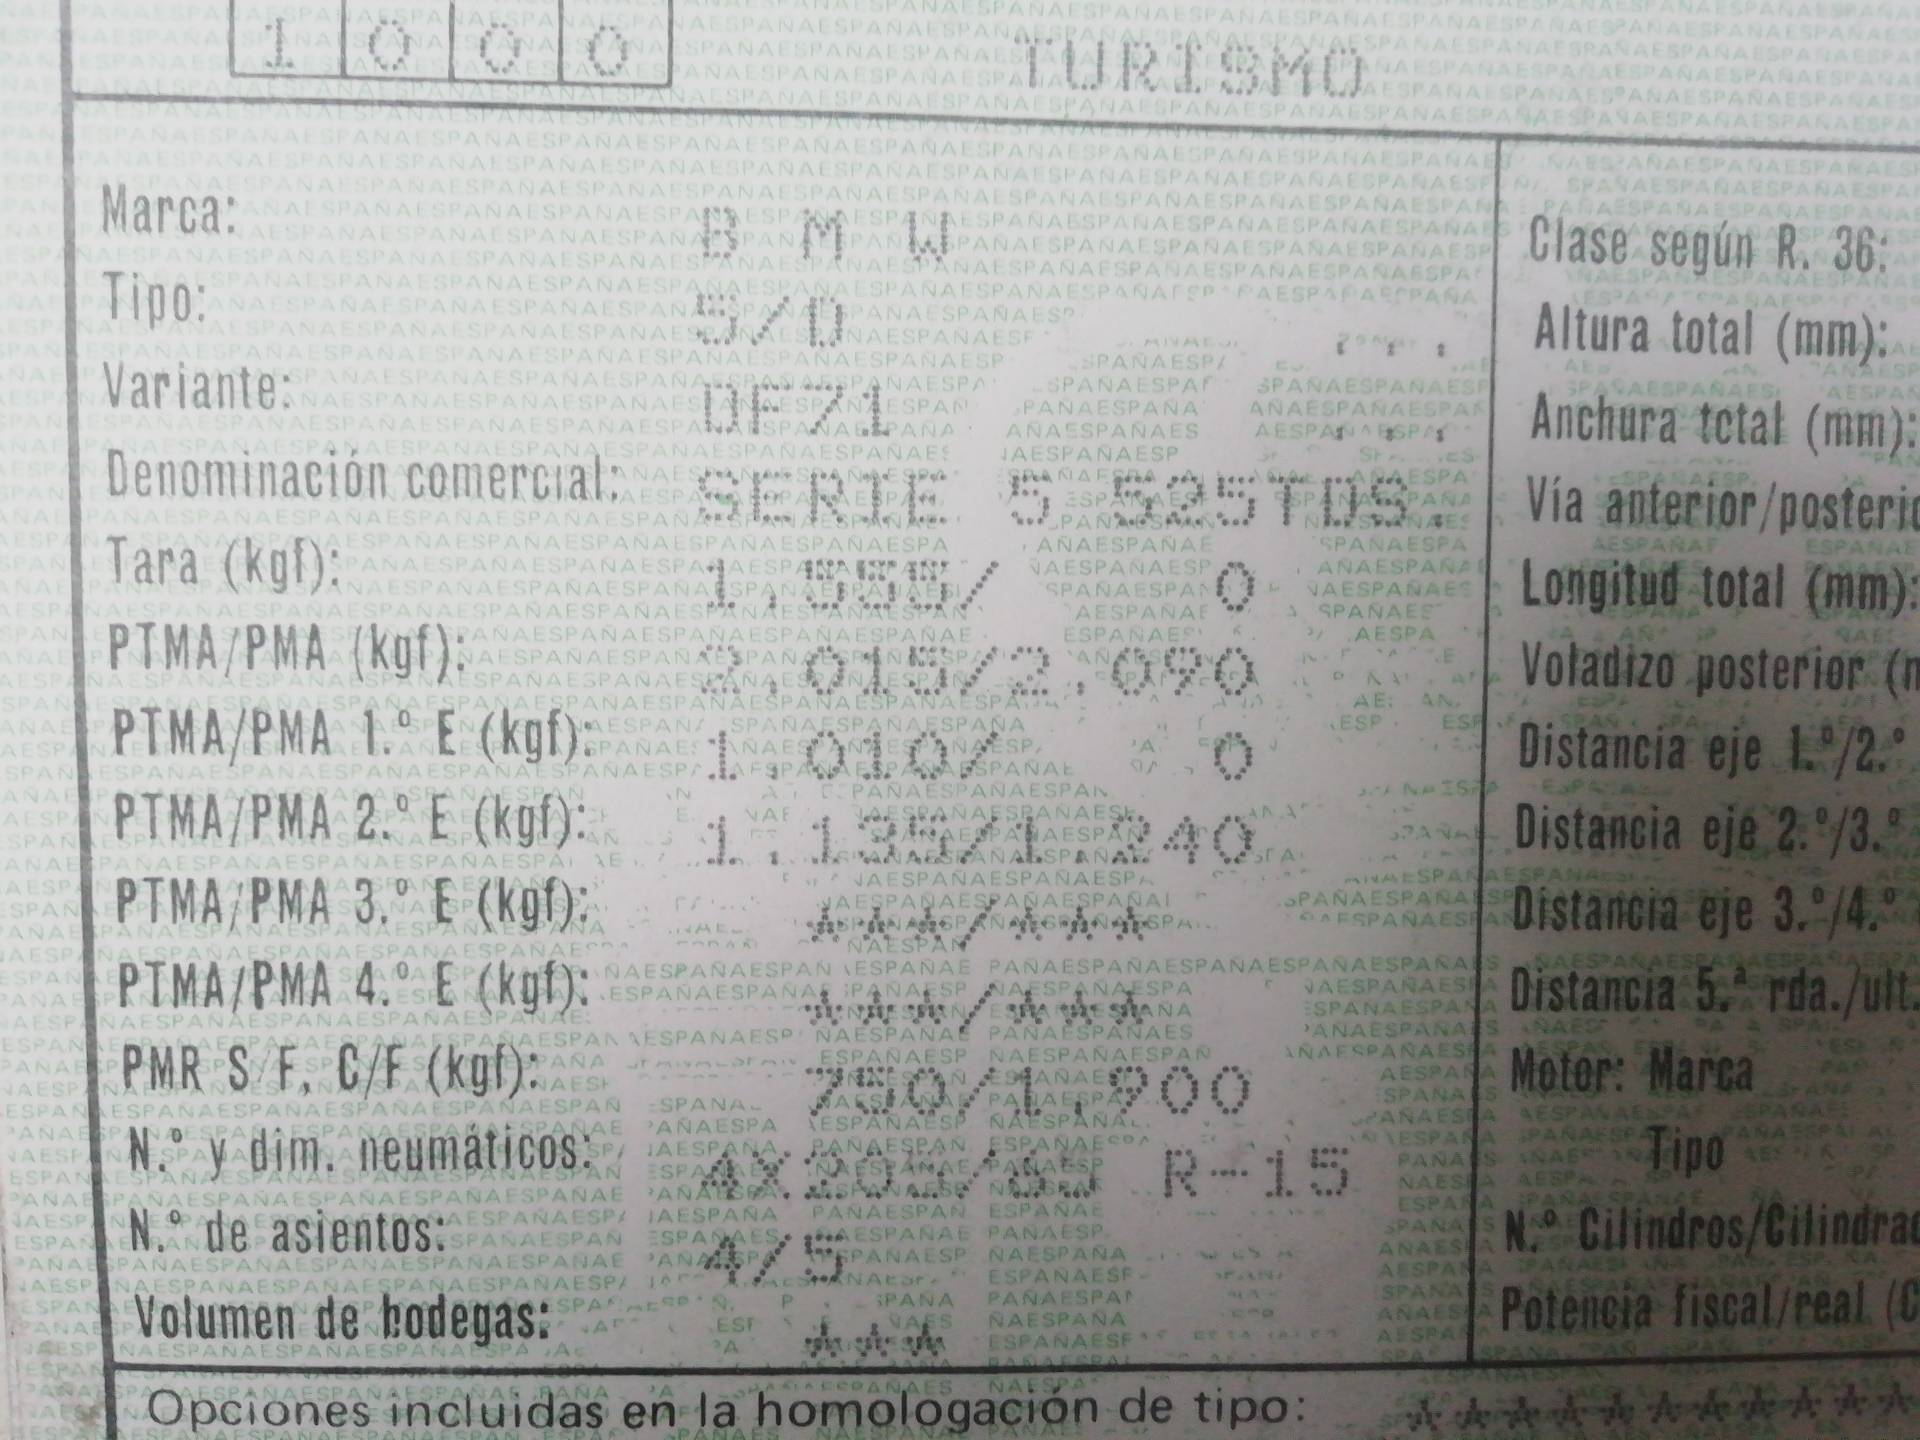 1 0 0 0
TURISMO
Marca: B M W
Tipo: 5/D
Variante: DF71
Denominación comercial: SERIE 5 525TDS.
Tara (kgf): 1.555/ 0
PTMA/PMA (kgf): 2.015/2.090
PTMA/PMA 1.º E (kgf): 1.010/ 0
PTMA/PMA 2.º E (kgf): 1.135/1.240
PTMA/PMA 3.º E (kgf): ***/***
PTMA/PMA 4.º E (kgf): ***/***
PMR S/F, C/F (kgf): 750/1.900
N.º y dim. neumáticos: 4X205/65 R-15
N.º de asientos: 4/5
Volumen de bodegas: ***
Clase según R. 36:
Altura total (mm):
Anchura total (mm):
Vía anterior/posterio
Longitud total (mm):
Voladizo posterior (m
Distancia eje 1.º/2.º
Distancia eje 2.º/3.º
Distancia eje 3.º/4.º
Distancia 5.ª rda./ult.
Motor: Marca
Tipo
N.º Cilindros/Cilindrad
Potencia fiscal/real (C
Opciones incluidas en la homologación de tipo: ***********